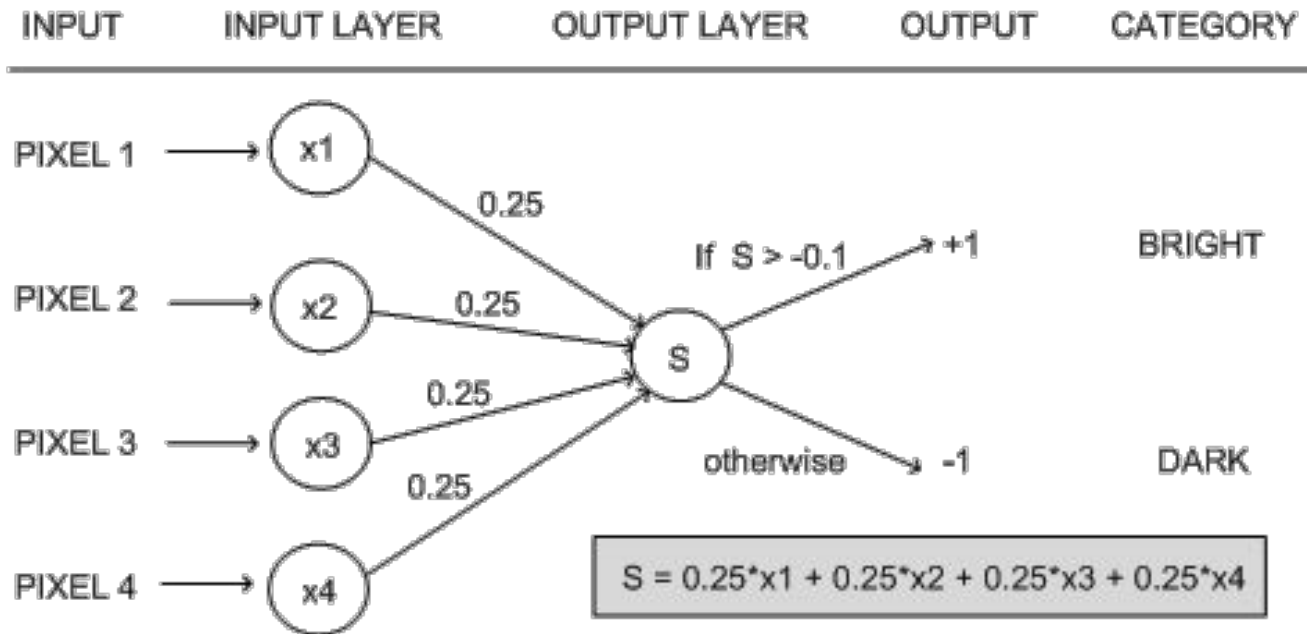 INPUT INPUT LAYER OUTPUT LAYER OUTPUT CATEGORY
PIXEL 1 x1
0.25
If S > -0.1 +1 BRIGHT
PIXEL 2 x2 0.25
S
0.25
PIXEL 3 x3
otherwise -1 DARK
0.25
PIXEL 4 x4
S = 0.25*x1 + 0.25*x2 + 0.25*x3 + 0.25*x4